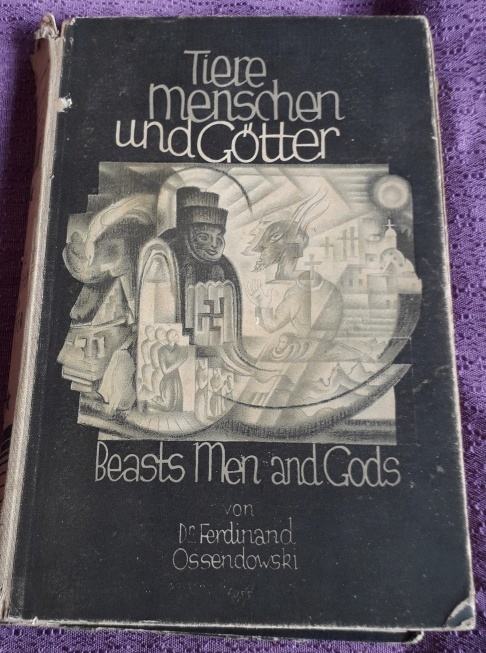 Tiere
Menschen
und Götter
Beasts Men and Gods
von
Dr Ferdinand
Ossendowski